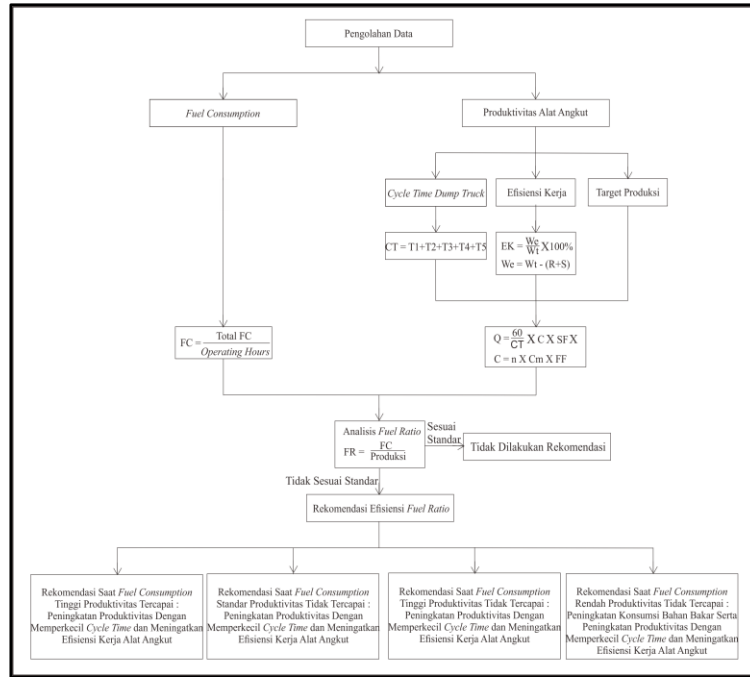 Pengolahan Data
Fuel Consumption
Produktivitas Alat Angkut
Cycle Time Dump Truck
Efisiensi Kerja
Target Produksi
CT = T1+T2+T3+T4+T5
EK = We/Wt X 100%
We = Wt - (R+S)
FC = Total FC / Operating Hours
Q = 60/CT X C X SF X
C = n X Cm X FF
Analisis Fuel Ratio
FR = FC / Produksi
Sesuai
Standar
Tidak Dilakukan Rekomendasi
Tidak Sesuai Standar
Rekomendasi Efisiensi Fuel Ratio
Rekomendasi Saat Fuel Consumption
Tinggi Produktivitas Tercapai :
Peningkatan Produktivitas Dengan
Memperkecil Cycle Time dan Meningatkan
Efisiensi Kerja Alat Angkut
Rekomendasi Saat Fuel Consumption
Standar Produktivitas Tidak Tercapai :
Peningkatan Produktivitas Dengan
Memperkecil Cycle Time dan Meningatkan
Efisiensi Kerja Alat Angkut
Rekomendasi Saat Fuel Consumption
Tinggi Produktivitas Tidak Tercapai :
Peningkatan Produktivitas Dengan
Memperkecil Cycle Time dan Meningatkan
Efisiensi Kerja Alat Angkut
Rekomendasi Saat Fuel Consumption
Rendah Produktivitas Tidak Tercapai :
Peningkatan Konsumsi Bahan Bakar Serta
Peningkatan Produktivitas Dengan
Memperkecil Cycle Time dan Meningatkan
Efisiensi Kerja Alat Angkut